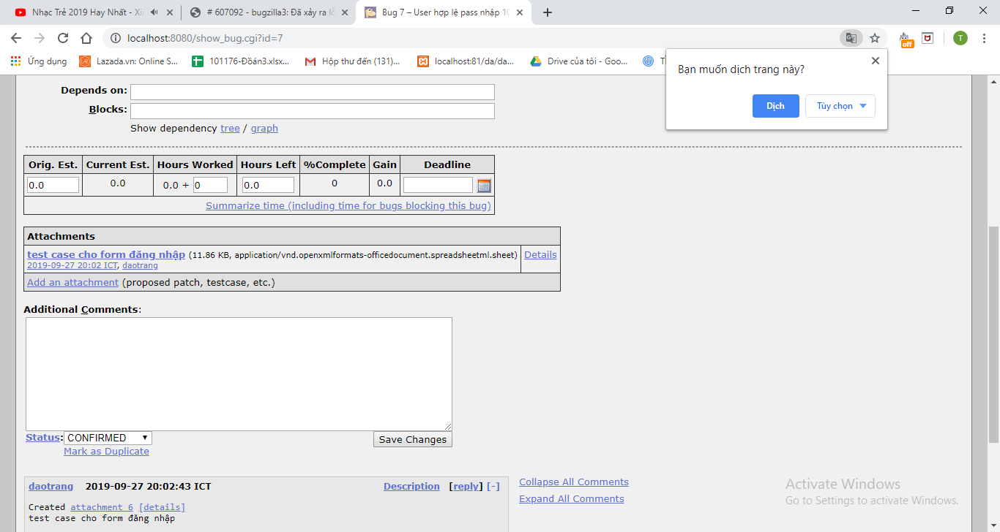 Nhạc Trẻ 2019 Hay Nhất - Xi
# 607092 - bugzilla3: Đã xảy ra lỗ
Bug 7 – User hợp lệ pass nhập 10
localhost:8080/show_bug.cgi?id=7
off
T
Ứng dụng
Lazada.vn: Online S...
101176-Đồán3.xlsx...
Hộp thư đến (131)...
localhost:81/da/da...
Drive của tôi - Goo...
Bạn muốn dịch trang này?
Dịch
Tùy chọn
Depends on:
Blocks:
Show dependency tree / graph
Orig. Est. Current Est. Hours Worked Hours Left %Complete Gain Deadline
0.0 0.0 0.0 + 0 0.0 0 0.0
Summarize time (including time for bugs blocking this bug)
Attachments
test case cho form đăng nhập (11.86 KB, application/vnd.openxmlformats-officedocument.spreadsheetml.sheet) Details
2019-09-27 20:02 ICT, daotrang
Add an attachment (proposed patch, testcase, etc.)
Additional Comments:
Status: CONFIRMED
Save Changes
Mark as Duplicate
daotrang 2019-09-27 20:02:43 ICT Description [reply] [-]
Created attachment 6 [details]
test case cho form đăng nhập
Collapse All Comments
Expand All Comments
Activate Windows
Go to Settings to activate Windows.